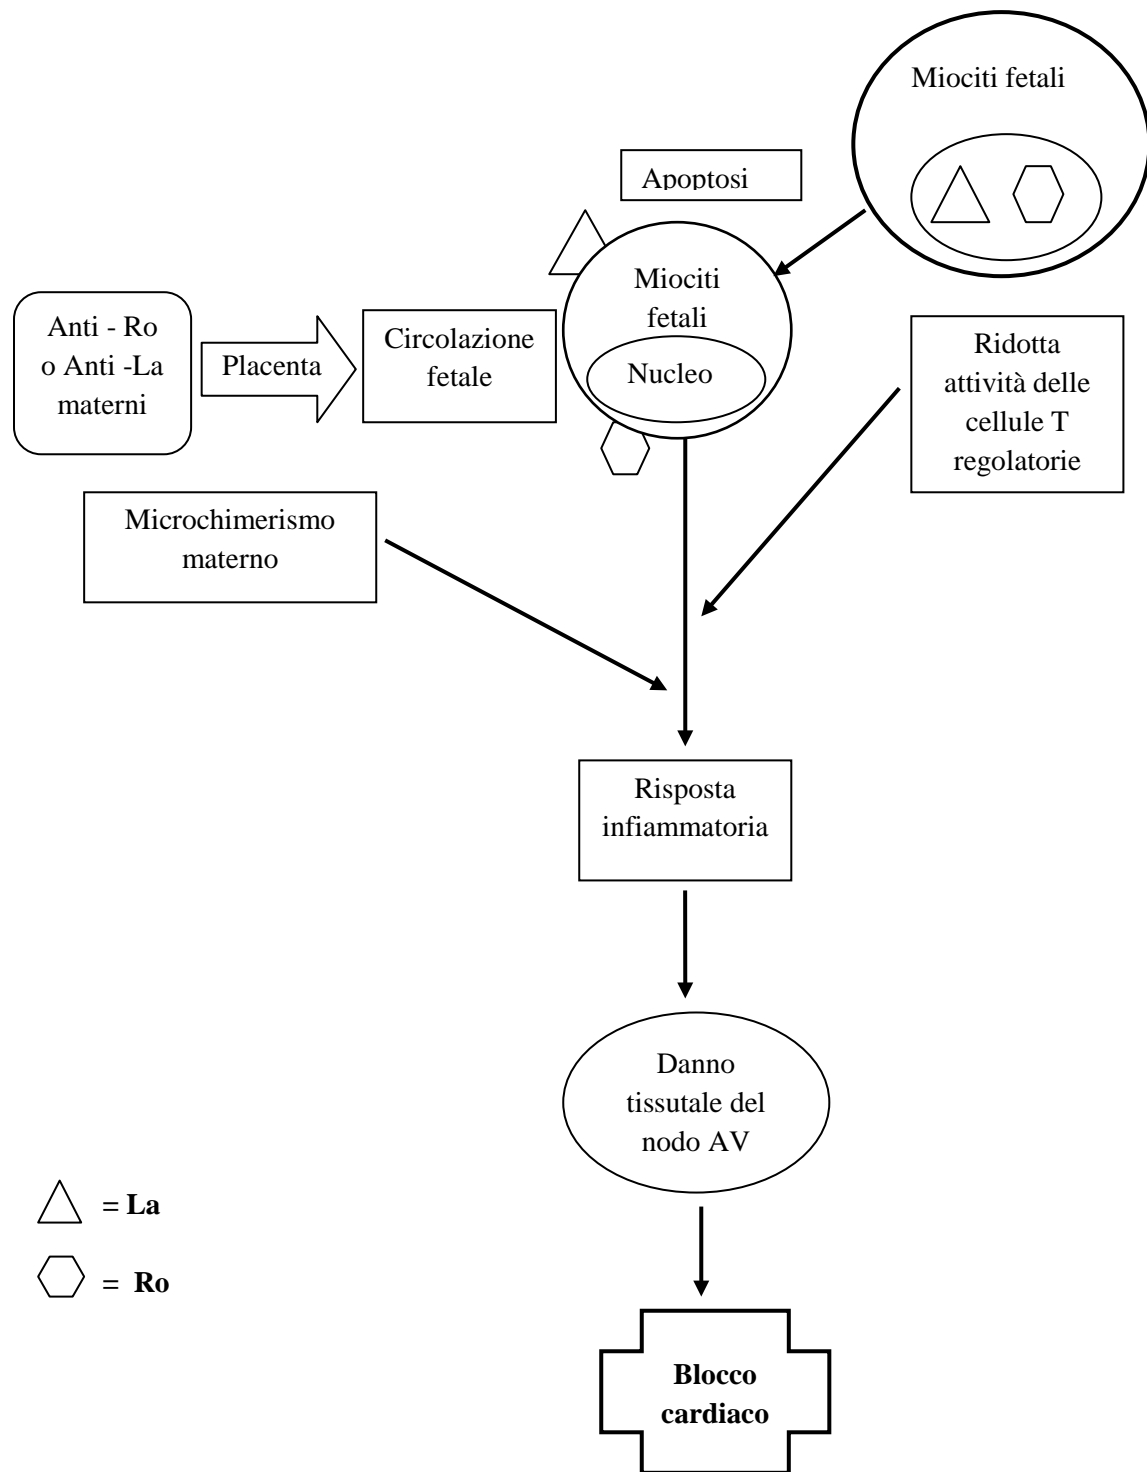 Miociti fetali
Apoptosi
Miociti
fetali
Nucleo
Anti - Ro
o Anti -La
materni
Placenta
Circolazione
fetale
Ridotta
attività delle
cellule T
regolatorie
Microchimerismo
materno
Risposta
infiammatoria
Danno
tissutale del
nodo AV
= La
= Ro
Blocco
cardiaco